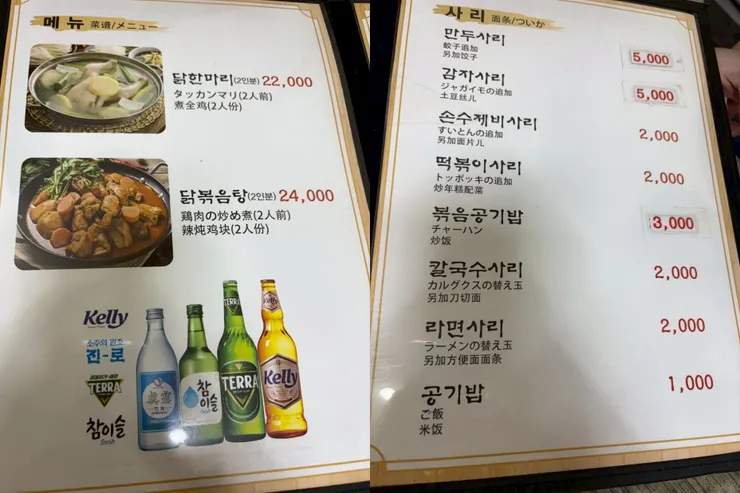 메뉴 菜谱/メニュー
닭한마리(2인분) 22,000
タッカンマリ(2人前)
煮全鸡(2人份)
닭볶음탕(2인분) 24,000
鶏肉の炒め煮(2人前)
辣炖鸡块(2人份)
Kelly
소주의 원조
진-로
TERRA
참이슬
fresh
眞露
참이슬
fresh
TERRA
Kelly
사리 面条/ついか
만두사리 5,000
餃子追加
另加饺子
감자사리 5,000
ジャガイモの追加
土豆丝儿
손수제비사리 2,000
すいとんの追加
另加面片儿
떡볶이사리 2,000
トッポッキの追加
炒年糕配菜
볶음공기밥 3,000
チャーハン
炒饭
칼국수사리 2,000
カルグクスの替え玉
另加刀切面
라면사리 2,000
ラーメンの替え玉
另加方便面面条
공기밥 1,000
ご飯
米饭